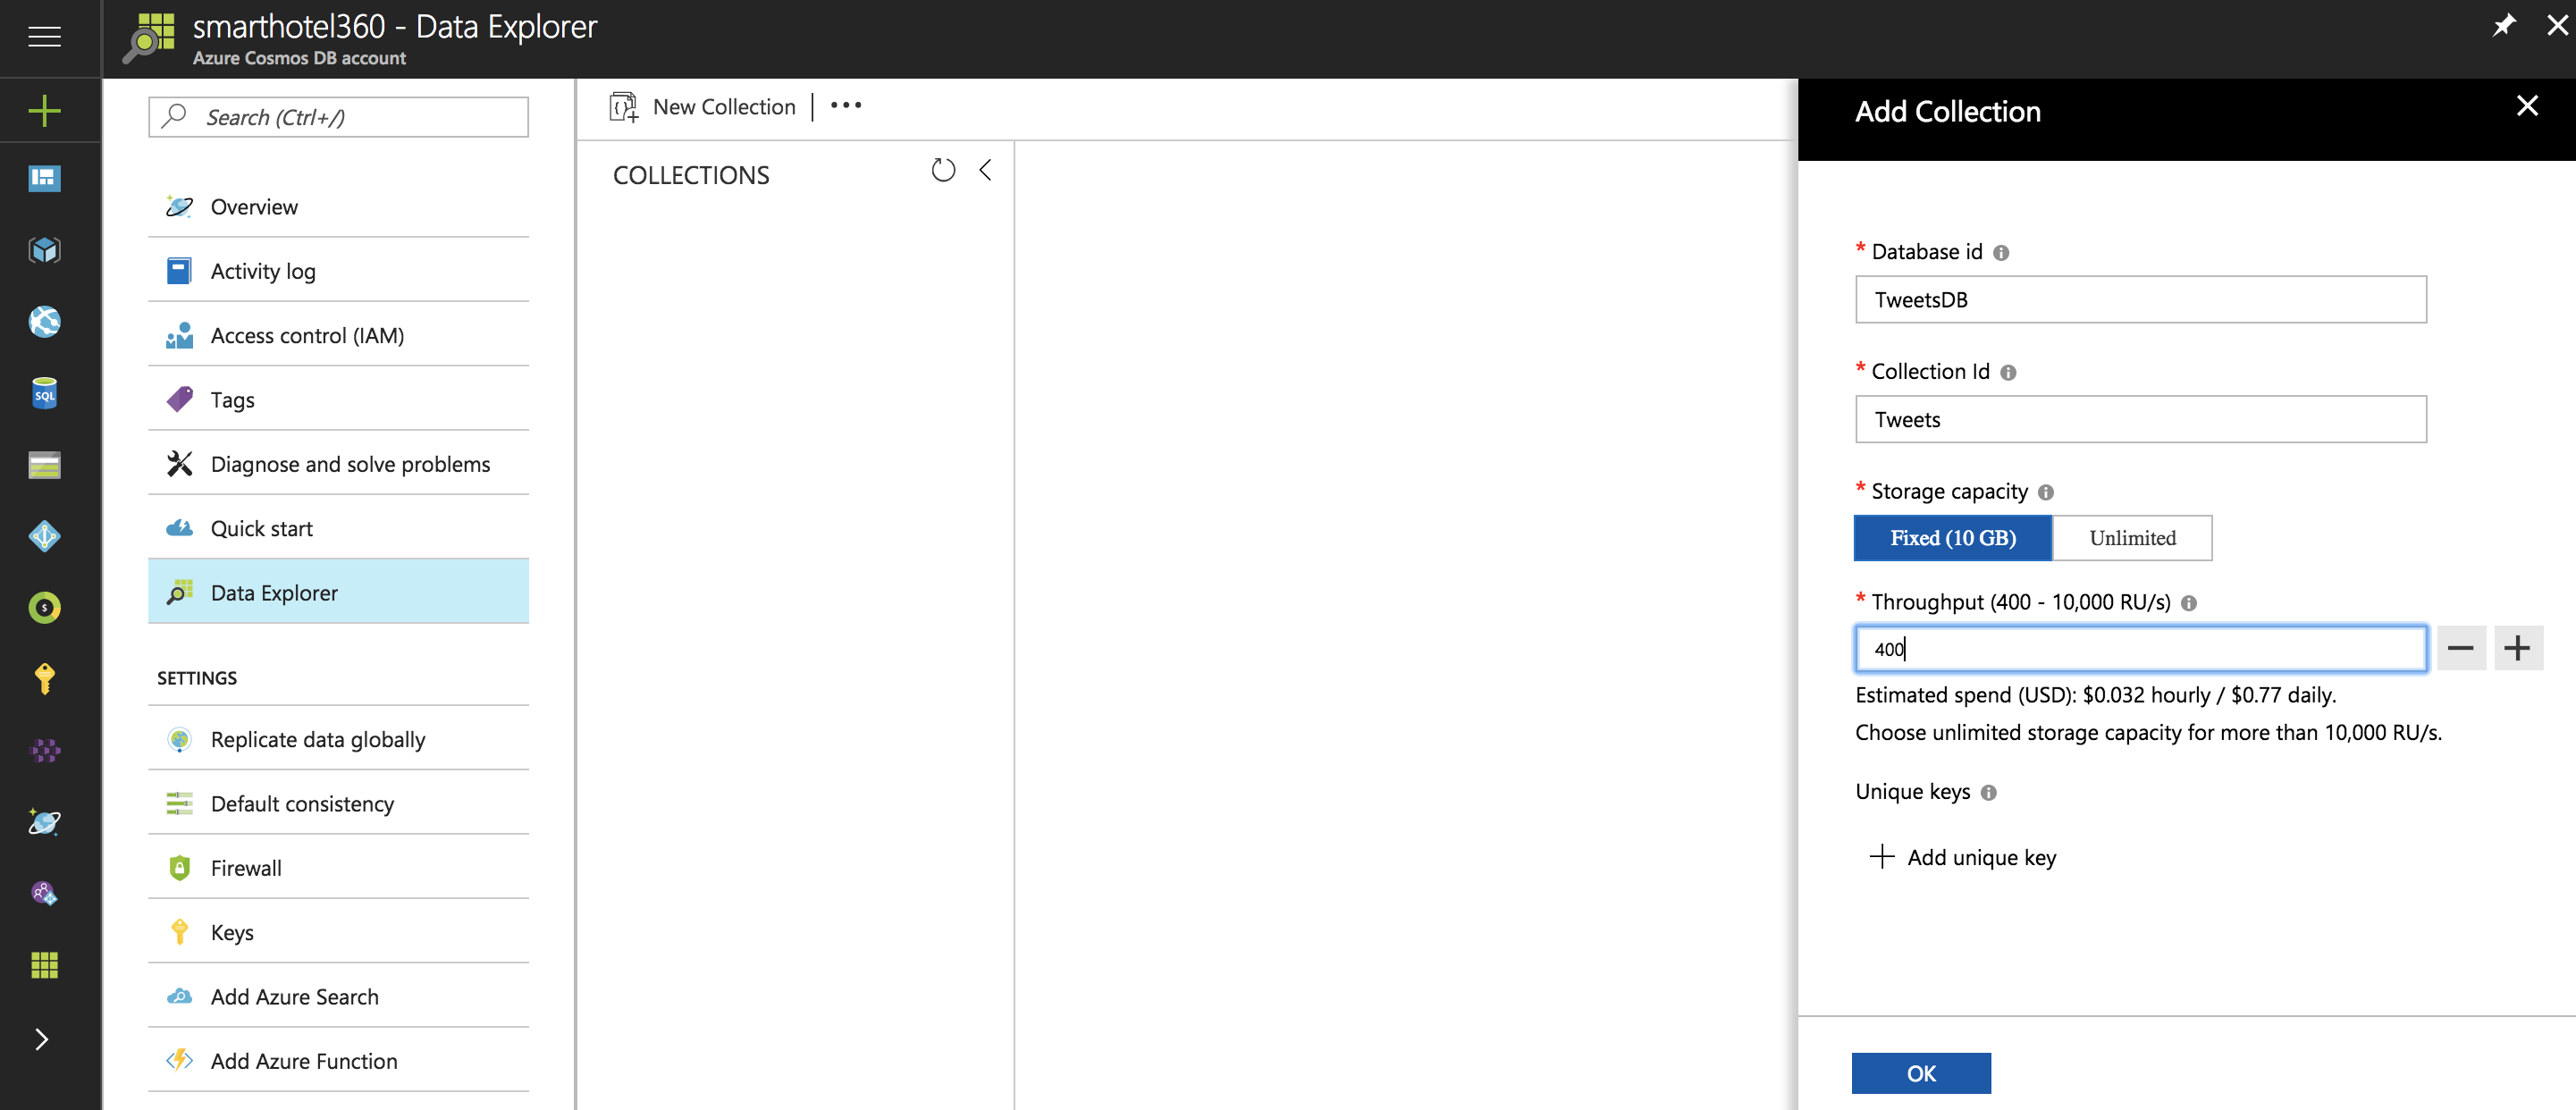 smarthotel360 - Data Explorer
Azure Cosmos DB account
Search (Ctrl+/)
Overview
Activity log
Access control (IAM)
Tags
Diagnose and solve problems
Quick start
Data Explorer
SETTINGS
Replicate data globally
Default consistency
Firewall
Keys
Add Azure Search
Add Azure Function
SQL
New Collection
COLLECTIONS
Add Collection
* Database id
TweetsDB
* Collection Id
Tweets
* Storage capacity
Fixed (10 GB) Unlimited
* Throughput (400 - 10,000 RU/s)
400
Estimated spend (USD): $0.032 hourly / $0.77 daily.
Choose unlimited storage capacity for more than 10,000 RU/s.
Unique keys
Add unique key
OK